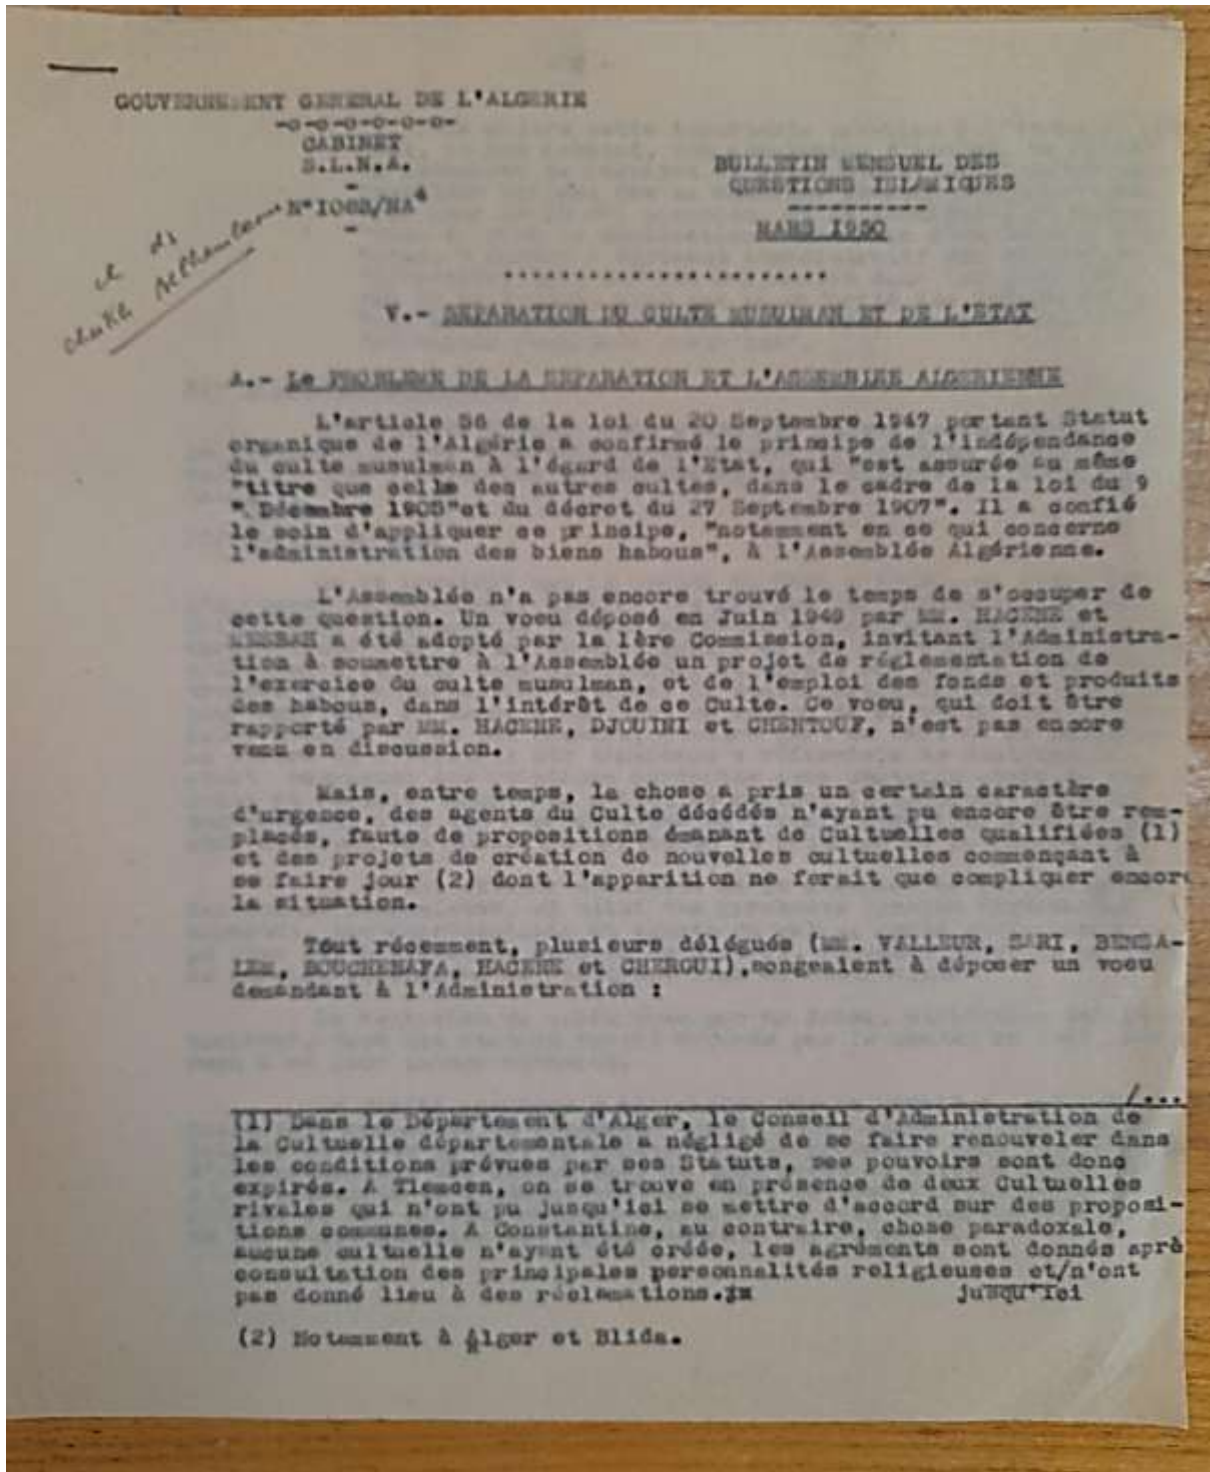 GOUVERNEMENT GENERAL DE L'ALGERIE
-o-o-o-o-o-o-
CABINET
S.L.N.A.
-
N°1088/NA
-
BULLETIN MENSUEL DES
QUESTIONS ISLAMIQUES
----------
MARS 1950
.......................
V.- SEPARATION DU CULTE MUSULMAN ET DE L'ETAT
A.- Le PROBLEME DE LA SEPARATION ET L'ASSEMBLEE ALGERIENNE
L'article 56 de la loi du 20 Septembre 1947 portant Statut
organique de l'Algérie a confirmé le principe de l'indépendance
du culte musulman à l'égard de l'Etat, qui "est assurée au même
"titre que celle des autres cultes, dans le cadre de la loi du 9
" Décembre 1905"et du décret du 27 Septembre 1907". Il a confié
le soin d'appliquer ce principe, "notamment en ce qui concerne
l'administration des biens habous", à l'Assemblée Algérienne.
L'Assemblée n'a pas encore trouvé le temps de s'occuper de
cette question. Un voeu déposé en Juin 1949 par MM. HACENE et
MESBAH a été adopté par la 1ère Commission, invitant l'Administra-
tion à soumettre à l'Assemblée un projet de réglementation de
l'exercice du culte musulman, et de l'emploi des fonds et produits
des habous, dans l'intérêt de ce Culte. Ce voeu, qui doit être
rapporté par MM. HACENE, DJOUINI et CHENTOUF, n'est pas encore
venu en discussion.
Mais, entre temps, la chose a pris un certain caractère
d'urgence, des agents du Culte décédés n'ayant pu encore être rem-
placés, faute de propositions émanant de Cultuelles qualifiées (1)
et des projets de création de nouvelles cultuelles commençant à
se faire jour (2) dont l'apparition ne ferait que compliquer encore
la situation.
Tout récemment, plusieurs délégués (MM. VALLEUR, SARI, BENSA-
LEM, BOUCHENAFA, HACENE et CHERGUI),songeaient à déposer un voeu
demandant à l'Administration :
/...
(1) Dans le Département d'Alger, le Conseil d'Administration de
la Cultuelle départementale a négligé de se faire renouveler dans
les conditions prévues par ses Statuts, ses pouvoirs sont donc
expirés. A Tlemcen, on se trouve en présence de deux Cultuelles
rivales qui n'ont pu jusqu'ici se mettre d'accord sur des proposi-
tions communes. A Constantine, au contraire, chose paradoxale,
aucune cultuelle n'ayant été créée, les agréments sont donnés aprè
consultation des principales personnalités religieuses et/n'ont
pas donné lieu à des réclamations. jusqu'ici
(2) Notamment à Alger et Blida.